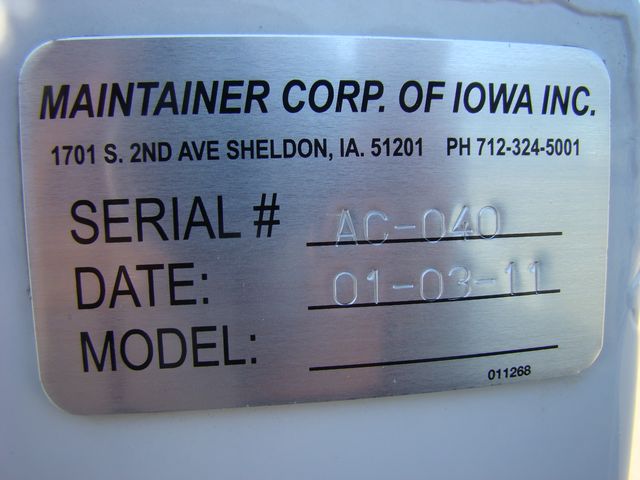 MAINTAINER CORP. OF IOWA INC.
1701 S. 2ND AVE SHELDON, IA. 51201 PH 712-324-5001
SERIAL # AC-040
DATE: 01-03-11
MODEL:
011268